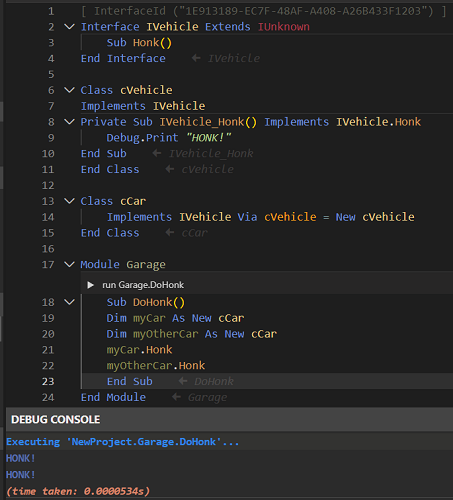 1 [ InterfaceId ("1E913189-EC7F-48AF-A408-A26B433F1203") ]
2 Interface IVehicle Extends IUnknown
3 Sub Honk()
4 End Interface ← IVehicle
5
6 Class cVehicle
7 Implements IVehicle
8 Private Sub IVehicle_Honk() Implements IVehicle.Honk
9 Debug.Print "HONK!"
10 End Sub ← IVehicle_Honk
11 End Class ← cVehicle
12
13 Class cCar
14 Implements IVehicle Via cVehicle = New cVehicle
15 End Class ← cCar
16
17 Module Garage
run Garage.DoHonk
18 Sub DoHonk()
19 Dim myCar As New cCar
20 Dim myOtherCar As New cCar
21 myCar.Honk
22 myOtherCar.Honk
23 End Sub ← DoHonk
24 End Module ← Garage
DEBUG CONSOLE
Executing 'NewProject.Garage.DoHonk'...
HONK!
HONK!
(time taken: 0.0000534s)